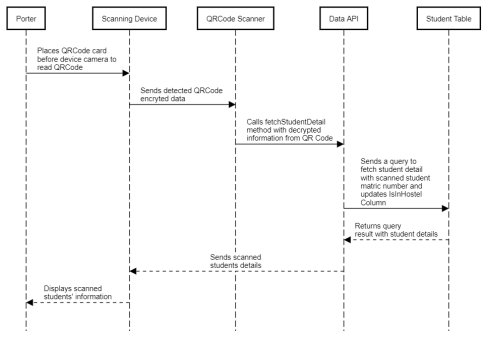 Porter
Scanning Device
QRCode Scanner
Data API
Student Table
Places QRCode card
before device camera to
read QRCode
Sends detected QRCode
encryted data
Calls fetchStudentDetail
method with decrypted
information from QR Code
Sends a query to
fetch student detail
with scanned student
matric number and
updates IsInHostel
Column
Returns query
result with student details
Sends scanned
students details
Displays scanned
students' information